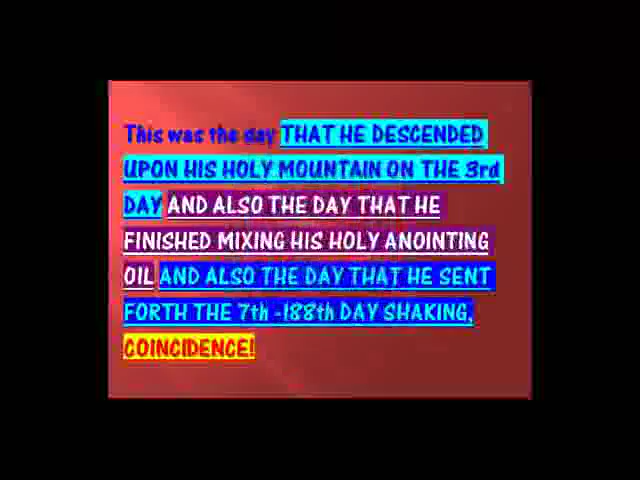 This was the day THAT HE DESCENDED
UPON HIS HOLY MOUNTAIN ON THE 3rd
DAY AND ALSO THE DAY THAT HE
FINISHED MIXING HIS HOLY ANOINTING
OIL AND ALSO THE DAY THAT HE SENT
FORTH THE 7th -188th DAY SHAKING,
COINCIDENCE!